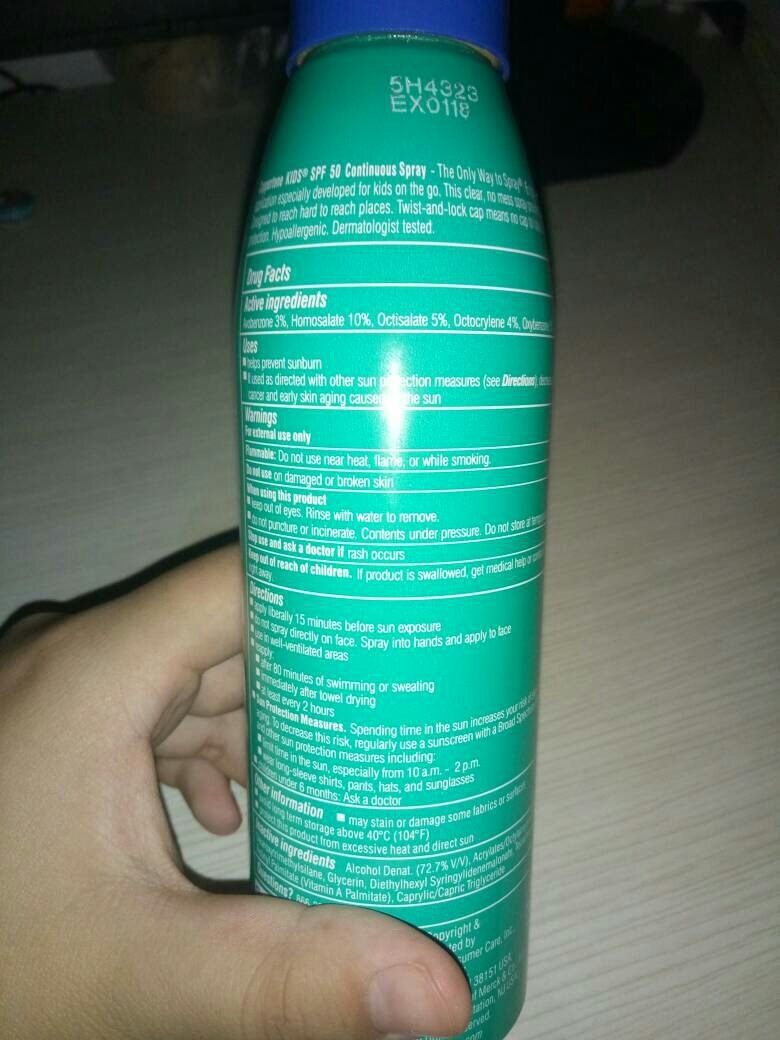 5H4323
EX0118
KIDS® SPF 50 Continuous Spray - The Only Way to Spray®
especially developed for kids on the go. This clear, no mess spray
Designed to reach hard to reach places. Twist-and-lock cap means no cap
Hypoallergenic. Dermatologist tested.
Drug Facts
Active ingredients
Avobenzone 3%, Homosalate 10%, Octisalate 5%, Octocrylene 4%,
Uses
■ helps prevent sunburn
■ if used as directed with other sun measures (see Directions),
cancer and early skin aging caused the sun
Warnings
For external use only
Flammable: Do not use near heat, flame, or while smoking.
Do not use on damaged or broken skin
When using this product
■ keep out of eyes. Rinse with water to remove.
■ do not puncture or incinerate. Contents under pressure. Do not store at
Stop use and ask a doctor if rash occurs
Keep out of reach of children. If product is swallowed, get medical help or
right away.
Directions
■ apply liberally 15 minutes before sun exposure
■ do not spray directly on face. Spray into hands and apply to face
■ use in well-ventilated areas
■ reapply:
■ after 80 minutes of swimming or sweating
■ immediately after towel drying
■ at least every 2 hours
■ Sun Protection Measures. Spending time in the sun increases your risk of
aging. To decrease this risk, regularly use a sunscreen with a Broad Spectrum
and other sun protection measures including:
■ limit time in the sun, especially from 10 a.m. - 2 p.m.
■ wear long-sleeve shirts, pants, hats, and sunglasses
■ children under 6 months: Ask a doctor
Other information ■ may stain or damage some fabrics or surfaces
■ avoid long term storage above 40°C (104°F)
■ protect this product from excessive heat and direct sun
Inactive ingredients Alcohol Denat. (72.7% V/V),
Glycerin, Diethylhexyl Syringylidenemalonate,
Palmitate (Vitamin A Palmitate), Caprylic/Capric Triglyceride
Questions?
38151 USA
of Merck & Co.
NJ USA